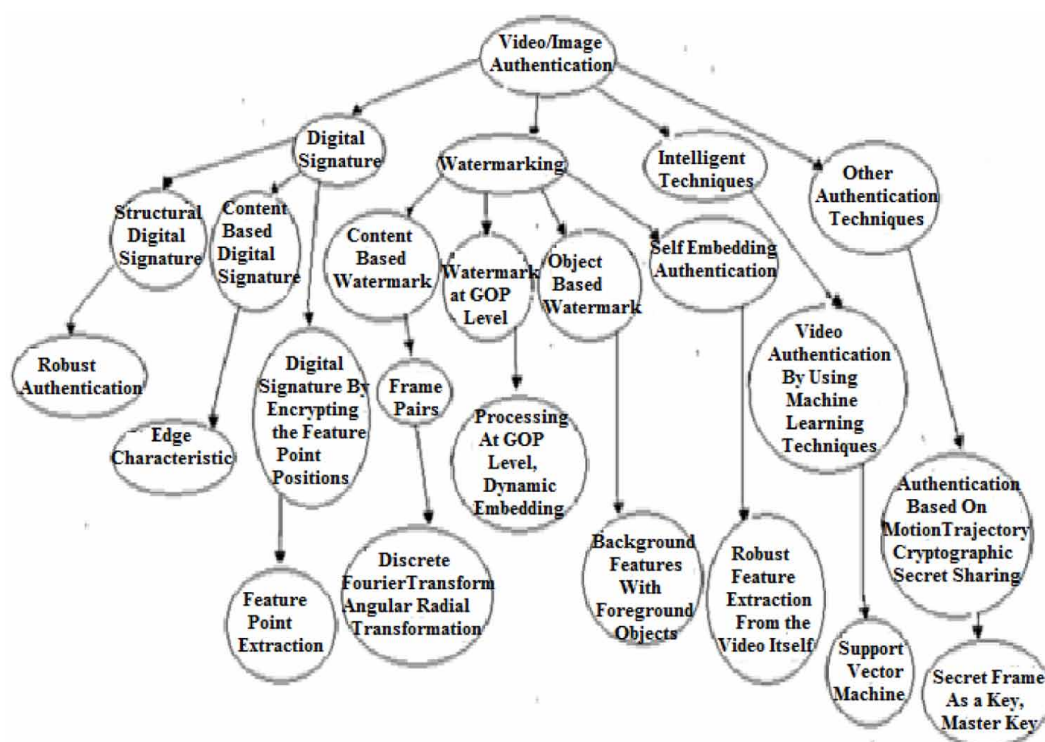 Video/Image
Authentication
Digital
Signature
Watermarking
Intelligent
Techniques
Other
Authentication
Techniques
Structural
Digital
Signature
Content
Based
Digital
Signature
Content
Based
Watermark
Watermark
at GOP
Level
Object
Based
Watermark
Self Embedding
Authentication
Robust
Authentication
Edge
Characteristic
Digital
Signature By
Encrypting
the Feature
Point
Positions
Frame
Pairs
Processing
At GOP
Level,
Dynamic
Embedding
Video
Authentication
By Using
Machine
Learning
Techniques
Authentication
Based On
MotionTrajectory
Cryptographic
Secret Sharing
Feature
Point
Extraction
Discrete
FourierTransform
Angular Radial
Transformation
Background
Features
With
Foreground
Objects
Robust
Feature
Extraction
From the
Video Itself
Support
Vector
Machine
Secret Frame
As a Key,
Master Key